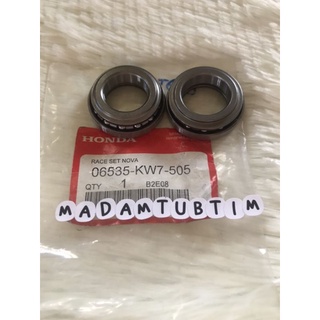 HONDA
RACE SET NOVA
06535-KW7-505
QTY 1 B2E08
MADAMTUBTIM